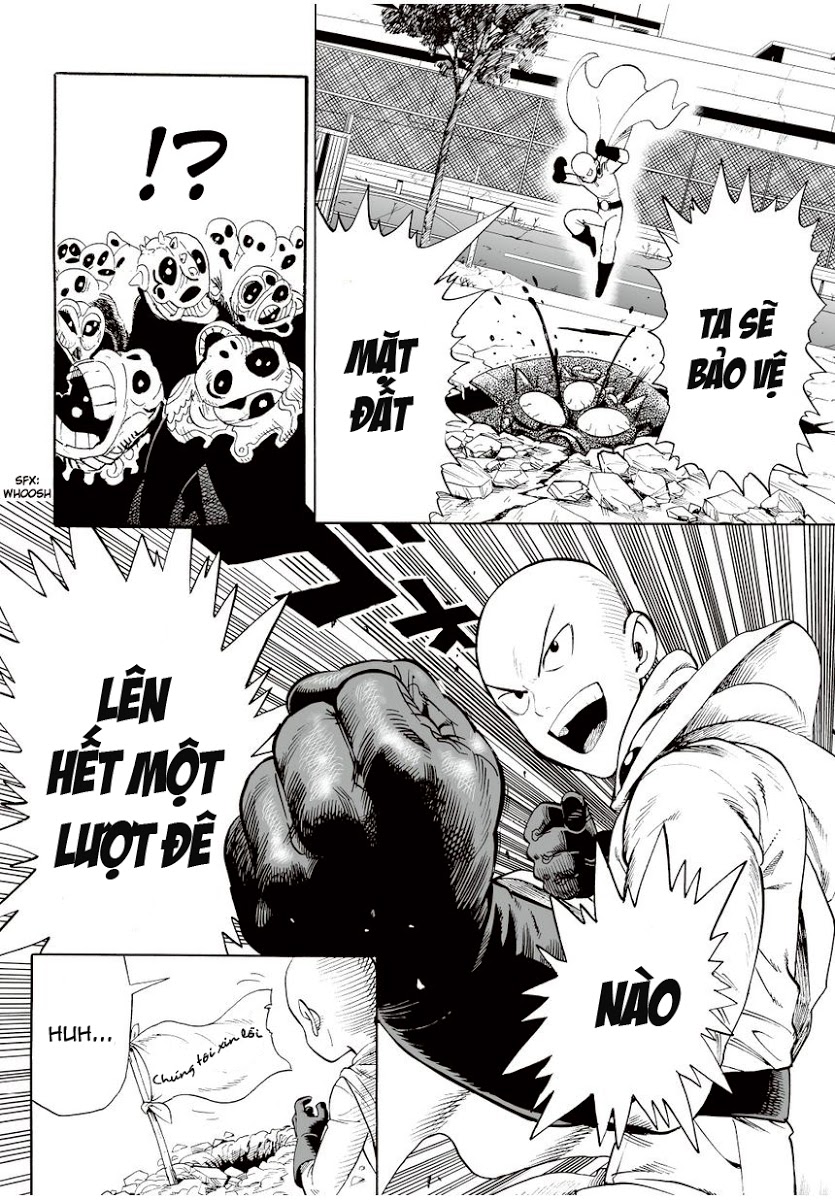 TA SẼ
BẢO VỆ
MẶT
ĐẤT
!?
SFX:
WHOOSH
NÀO
LÊN
HẾT MỘT
LƯỢT ĐÊ
HUH...
Chúng tôi xin lỗi